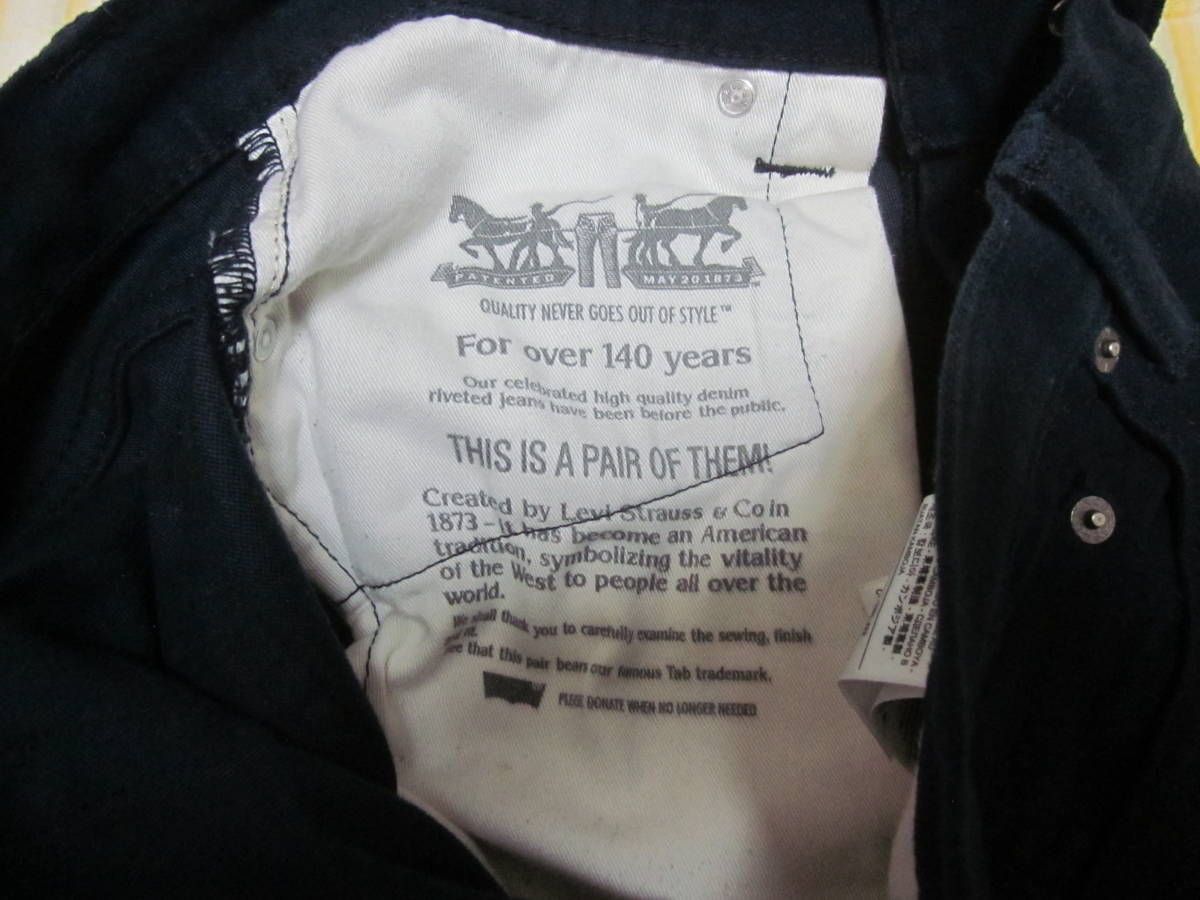 PATENTED MAY 20 1873 ™
QUALITY NEVER GOES OUT OF STYLE™
For over 140 years
Our celebrated high quality denim
riveted jeans have been before the public.
THIS IS A PAIR OF THEM!
Created by Levi Strauss & Co in
1873 - it has become an American
tradition, symbolizing the vitality
of the West to people all over the
world.
We shall thank you to carefully examine the sewing, finish
and fit.
See that this pair bears our famous Tab trademark.
PLEASE DONATE WHEN NO LONGER NEEDED